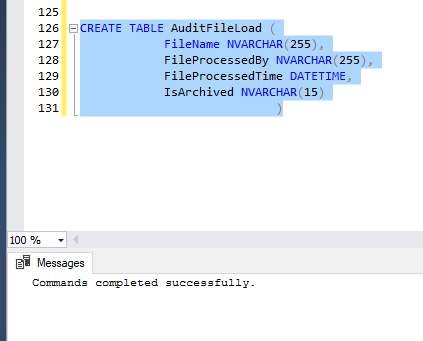 125
126 CREATE TABLE AuditFileLoad (
127 FileName NVARCHAR(255),
128 FileProcessedBy NVARCHAR(255),
129 FileProcessedTime DATETIME,
130 IsArchived NVARCHAR(15)
131 )
100 %
Messages
Commands completed successfully.